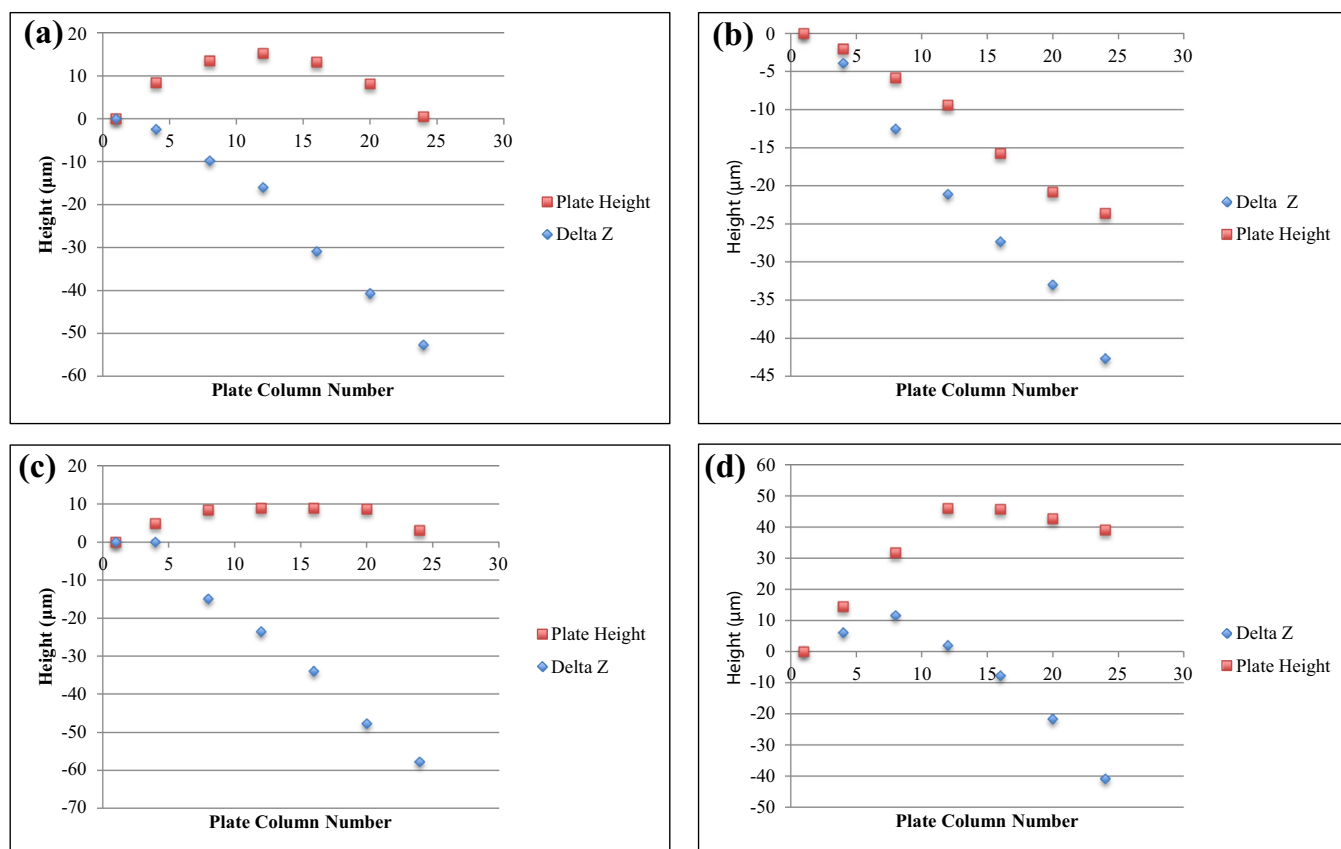 (a)
20
10
0
0 5 10 15 20 25 30
-10
-20
-30
-40
-50
-60
Height (μm)
Plate Column Number
Plate Height
Delta Z
(b)
0
0 5 10 15 20 25 30
-5
-10
-15
-20
-25
-30
-35
-40
-45
Height (μm)
Plate Column Number
Delta Z
Plate Height
(c)
20
10
0
0 5 10 15 20 25 30
-10
-20
-30
-40
-50
-60
-70
Height (μm)
Plate Column Number
Plate Height
Delta Z
(d)
60
50
40
30
20
10
0
0 5 10 15 20 25 30
-10
-20
-30
-40
-50
Height (μm)
Plate Column Number
Delta Z
Plate Height